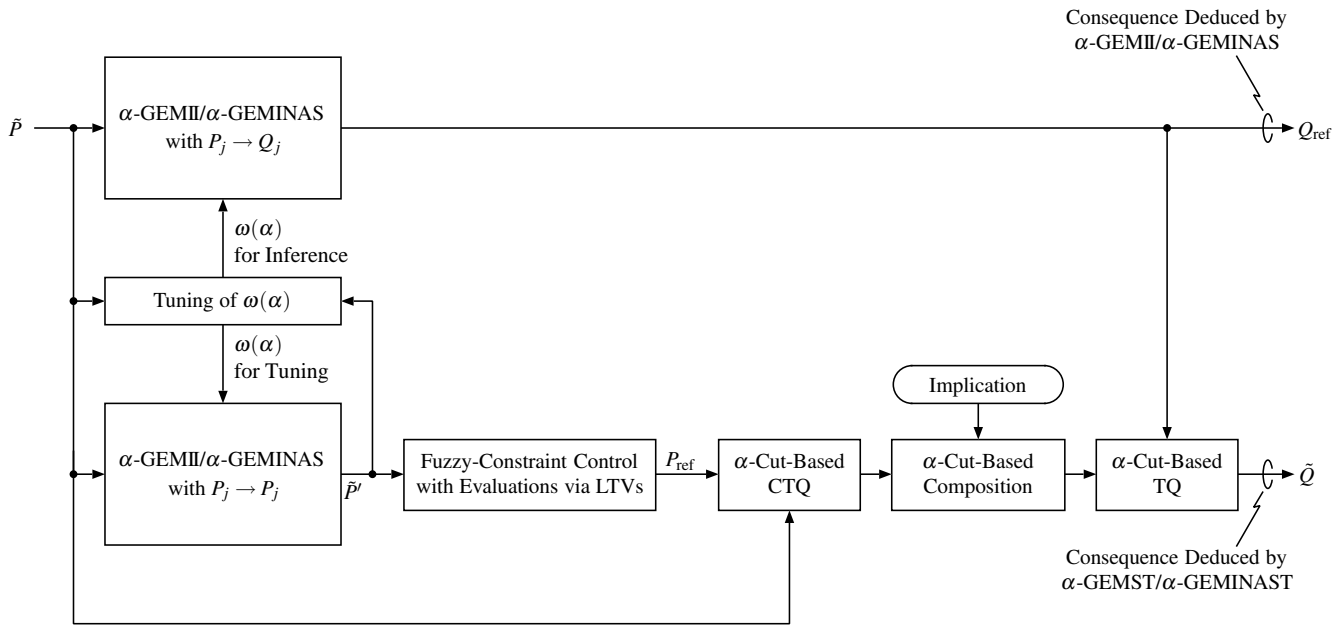 Consequence Deduced by
α-GEMII/α-GEMINAS
P̃
α-GEMII/α-GEMINAS
with P_j → Q_j
Q_ref
ω(α)
for Inference
Tuning of ω(α)
ω(α)
for Tuning
Implication
α-GEMII/α-GEMINAS
with P_j → P_j
P̃′
Fuzzy-Constraint Control
with Evaluations via LTVs
P_ref
α-Cut-Based
CTQ
α-Cut-Based
Composition
α-Cut-Based
TQ
Q̃
Consequence Deduced by
α-GEMST/α-GEMINAST